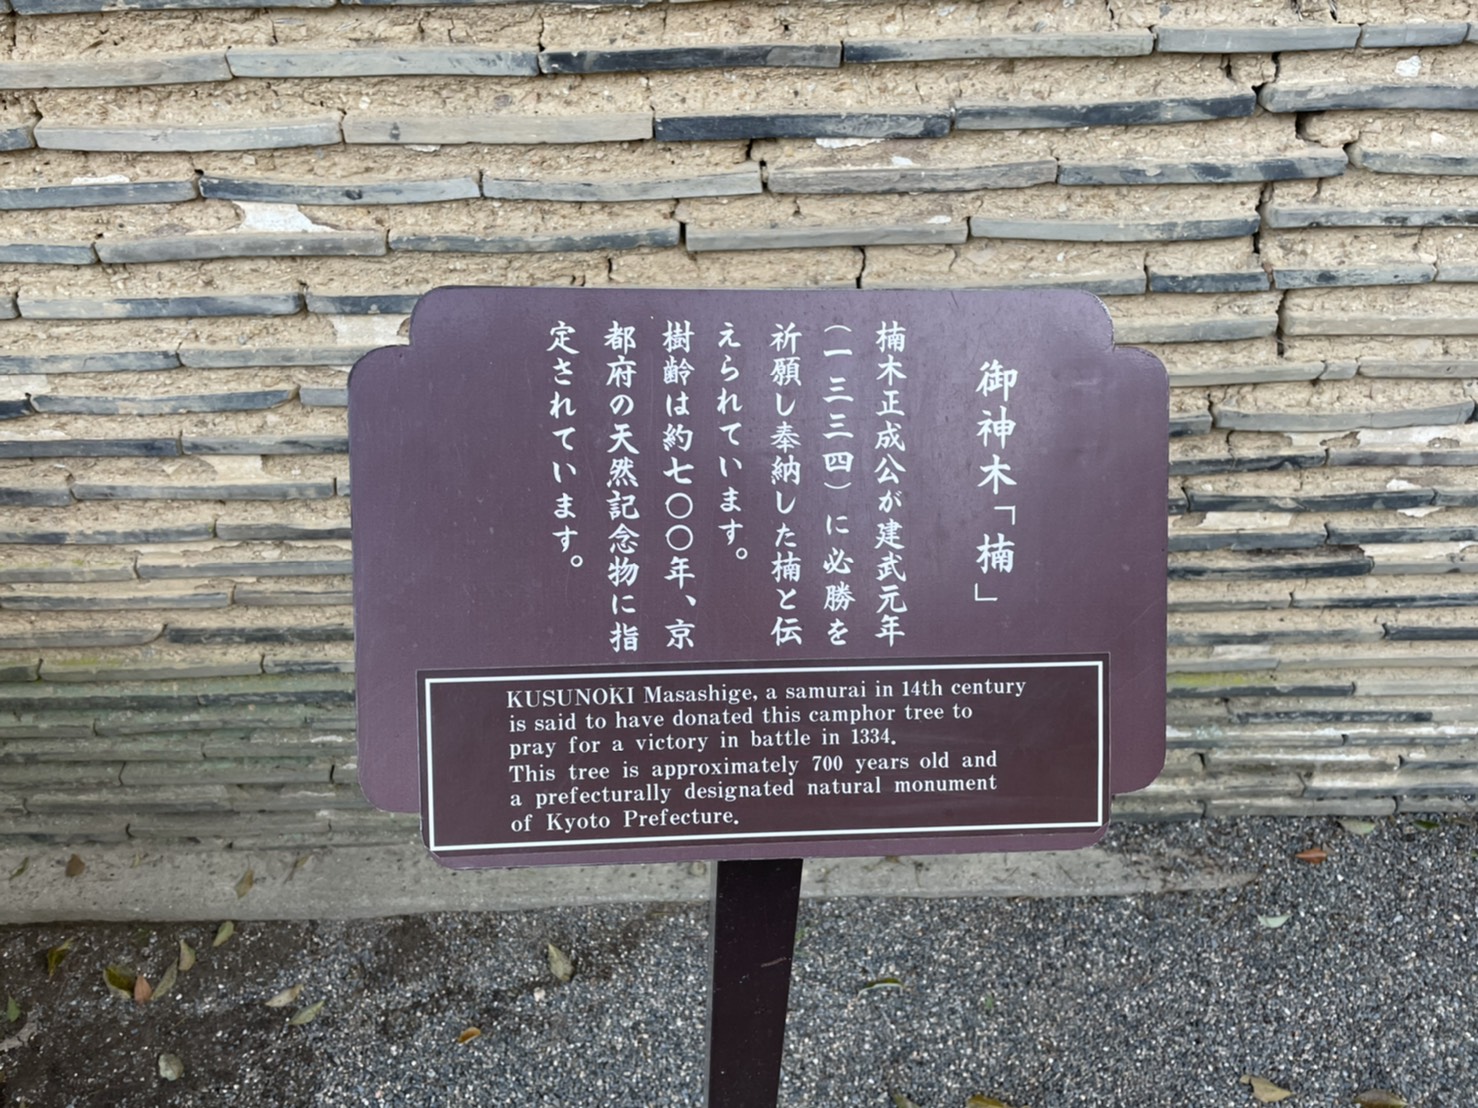 御神木「楠」
楠木正成公が建武元年
（一三三四）に必勝を
祈願し奉納した楠と伝
えられています。
樹齢は約七〇〇年、京
都府の天然記念物に指
定されています。
KUSUNOKI Masashige, a samurai in 14th century
is said to have donated this camphor tree to
pray for a victory in battle in 1334.
This tree is approximately 700 years old and
a prefecturally designated natural monument
of Kyoto Prefecture.